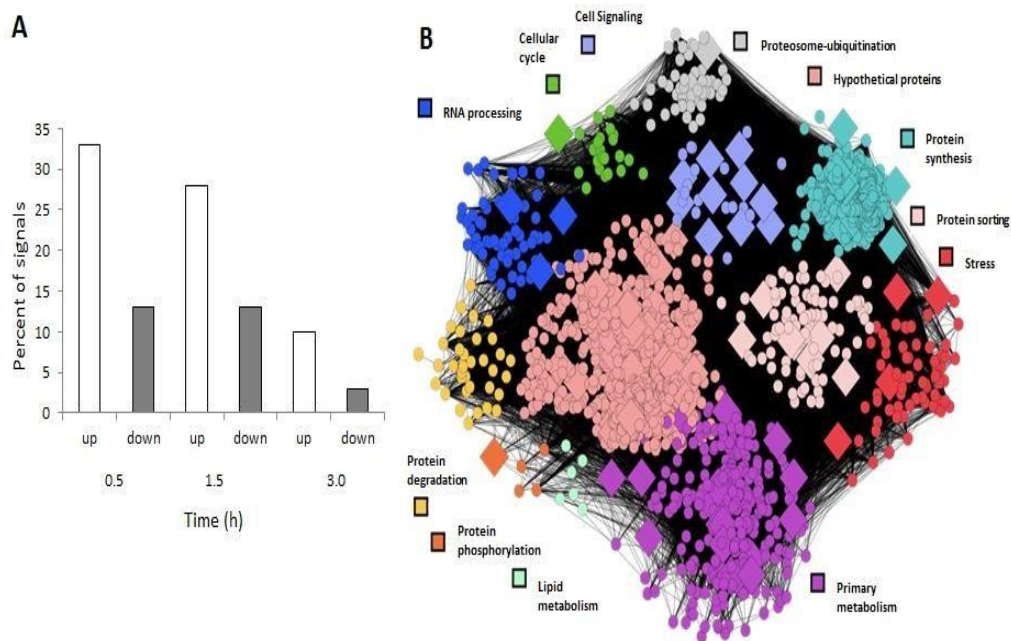 A
35
30
25
20
15
10
5
0
Percent of signals
up down up down up down
0.5 1.5 3.0
Time (h)
B
Cell Signaling
Cellular
cycle
RNA processing
Proteosome-ubiquitination
Hypothetical proteins
Protein
synthesis
Protein sorting
Stress
Protein
degradation
Protein
phosphorylation
Lipid
metabolism
Primary
metabolism